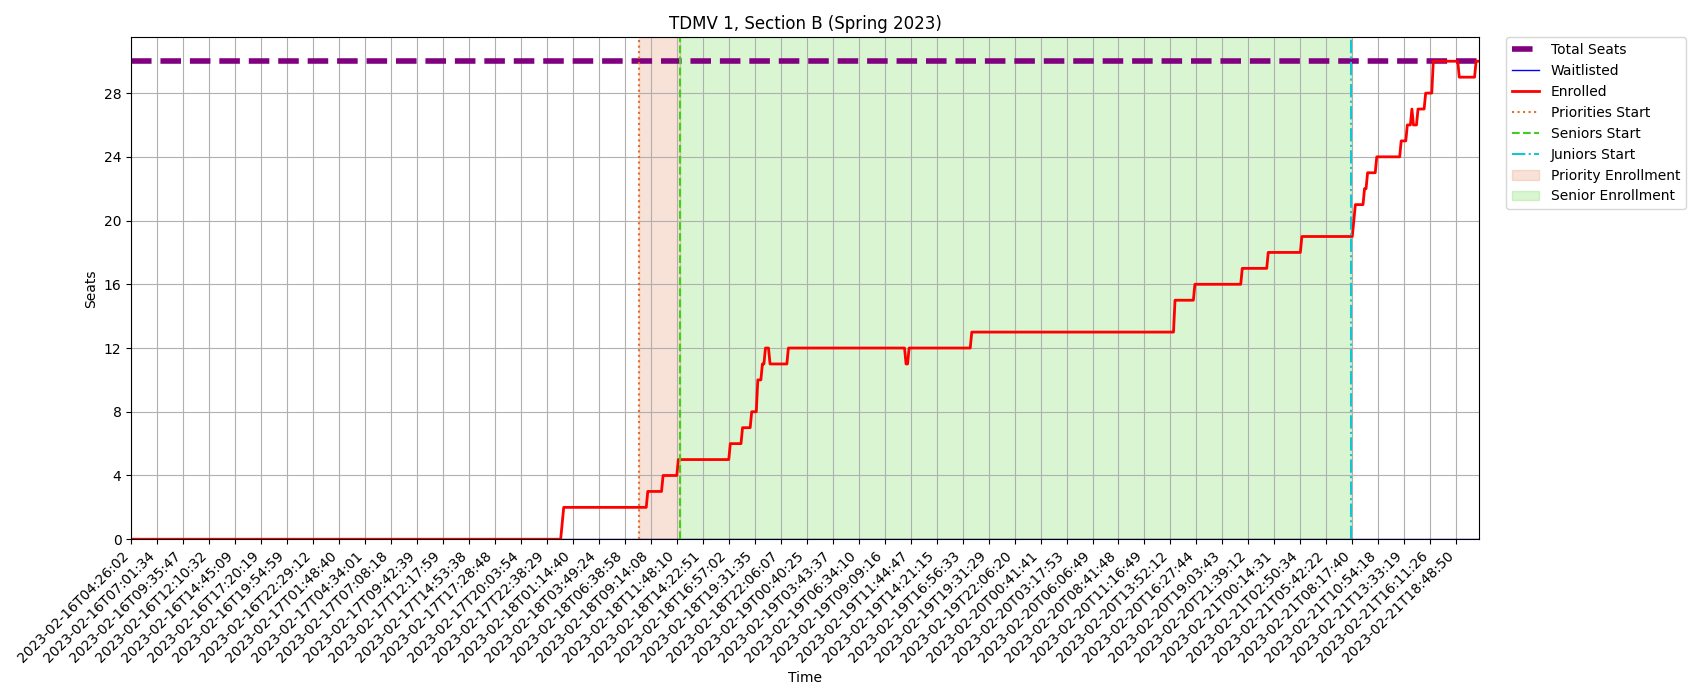 TDMV 1, Section B (Spring 2023)
Total Seats
Waitlisted
Enrolled
Priorities Start
Seniors Start
Juniors Start
Priority Enrollment
Senior Enrollment
Seats
28
24
20
16
12
8
4
0
2023-02-16T04:26:02
2023-02-16T07:01:34
2023-02-16T09:35:47
2023-02-16T12:10:32
2023-02-16T14:45:09
2023-02-16T17:20:19
2023-02-16T19:54:59
2023-02-16T22:29:12
2023-02-17T01:48:40
2023-02-17T04:34:01
2023-02-17T07:08:18
2023-02-17T09:42:39
2023-02-17T12:17:59
2023-02-17T14:53:38
2023-02-17T17:28:48
2023-02-17T20:03:54
2023-02-17T22:38:29
2023-02-18T01:14:40
2023-02-18T03:49:24
2023-02-18T06:38:58
2023-02-18T09:14:08
2023-02-18T11:48:10
2023-02-18T14:22:51
2023-02-18T16:57:02
2023-02-18T19:31:35
2023-02-18T22:06:07
2023-02-19T00:40:25
2023-02-19T03:43:37
2023-02-19T06:34:10
2023-02-19T09:09:16
2023-02-19T11:44:47
2023-02-19T14:21:15
2023-02-19T16:56:33
2023-02-19T19:31:29
2023-02-19T22:06:20
2023-02-20T00:41:41
2023-02-20T03:17:53
2023-02-20T06:06:49
2023-02-20T08:41:48
2023-02-20T11:16:49
2023-02-20T13:52:12
2023-02-20T16:27:44
2023-02-20T19:03:43
2023-02-20T21:39:12
2023-02-21T00:14:31
2023-02-21T02:50:34
2023-02-21T05:42:22
2023-02-21T08:17:40
2023-02-21T10:54:18
2023-02-21T13:33:19
2023-02-21T16:11:26
2023-02-21T18:48:50
Time